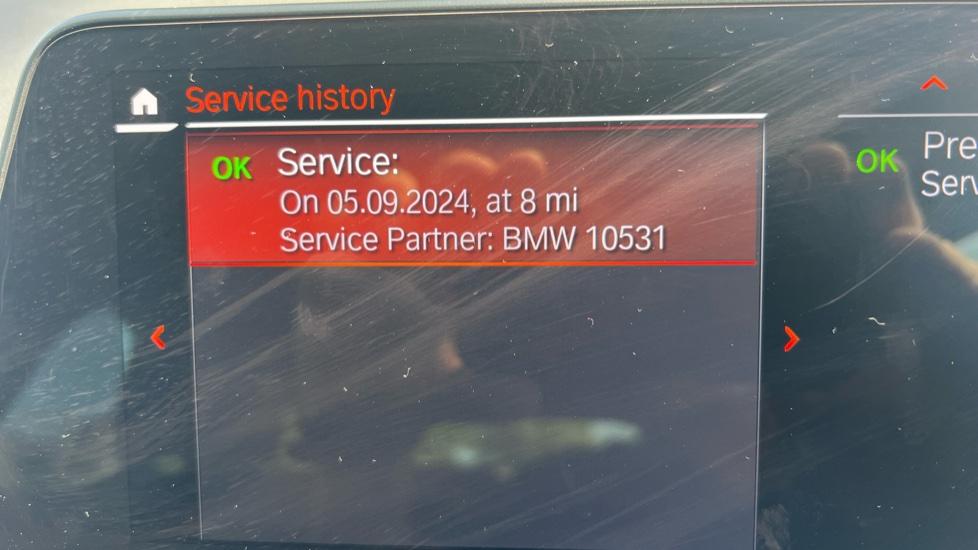 Service history
OK Service:
On 05.09.2024, at 8 mi
Service Partner: BMW 10531
OK Pre
Serv